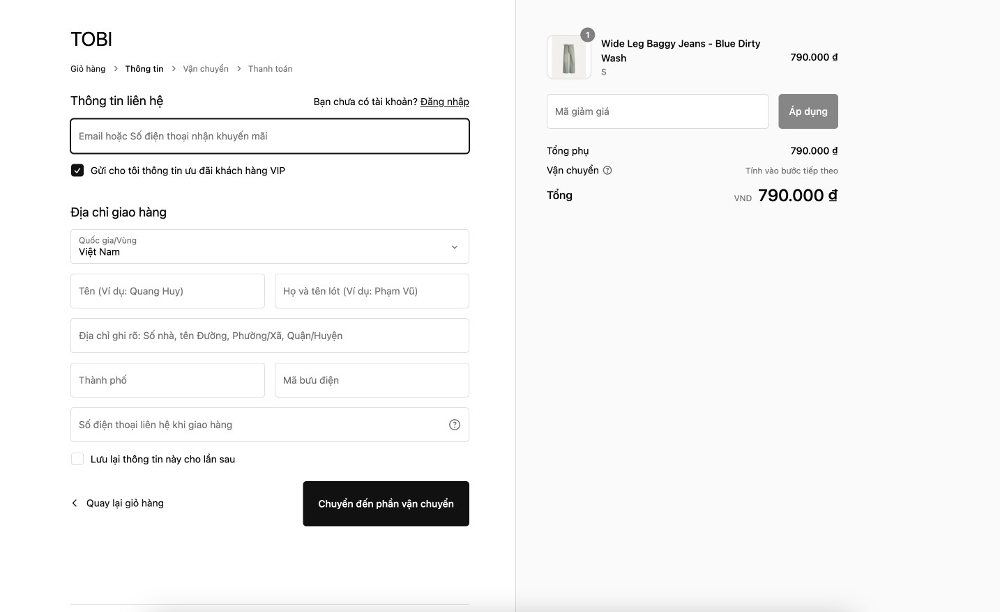 TOBI
Giỏ hàng > Thông tin > Vận chuyển > Thanh toán
Thông tin liên hệ
Bạn chưa có tài khoản? Đăng nhập
Email hoặc Số điện thoại nhận khuyến mãi
Gửi cho tôi thông tin ưu đãi khách hàng VIP
Địa chỉ giao hàng
Quốc gia/Vùng
Việt Nam
Tên (Ví dụ: Quang Huy)
Họ và tên lót (Ví dụ: Phạm Vũ)
Địa chỉ ghi rõ: Số nhà, tên Đường, Phường/Xã, Quận/Huyện
Thành phố
Mã bưu điện
Số điện thoại liên hệ khi giao hàng
Lưu lại thông tin này cho lần sau
Quay lại giỏ hàng
Chuyển đến phần vận chuyển
1
Wide Leg Baggy Jeans - Blue Dirty
Wash
S
790.000 ₫
Mã giảm giá
Áp dụng
Tổng phụ
790.000 ₫
Vận chuyển
Tính vào bước tiếp theo
Tổng
VND 790.000 ₫